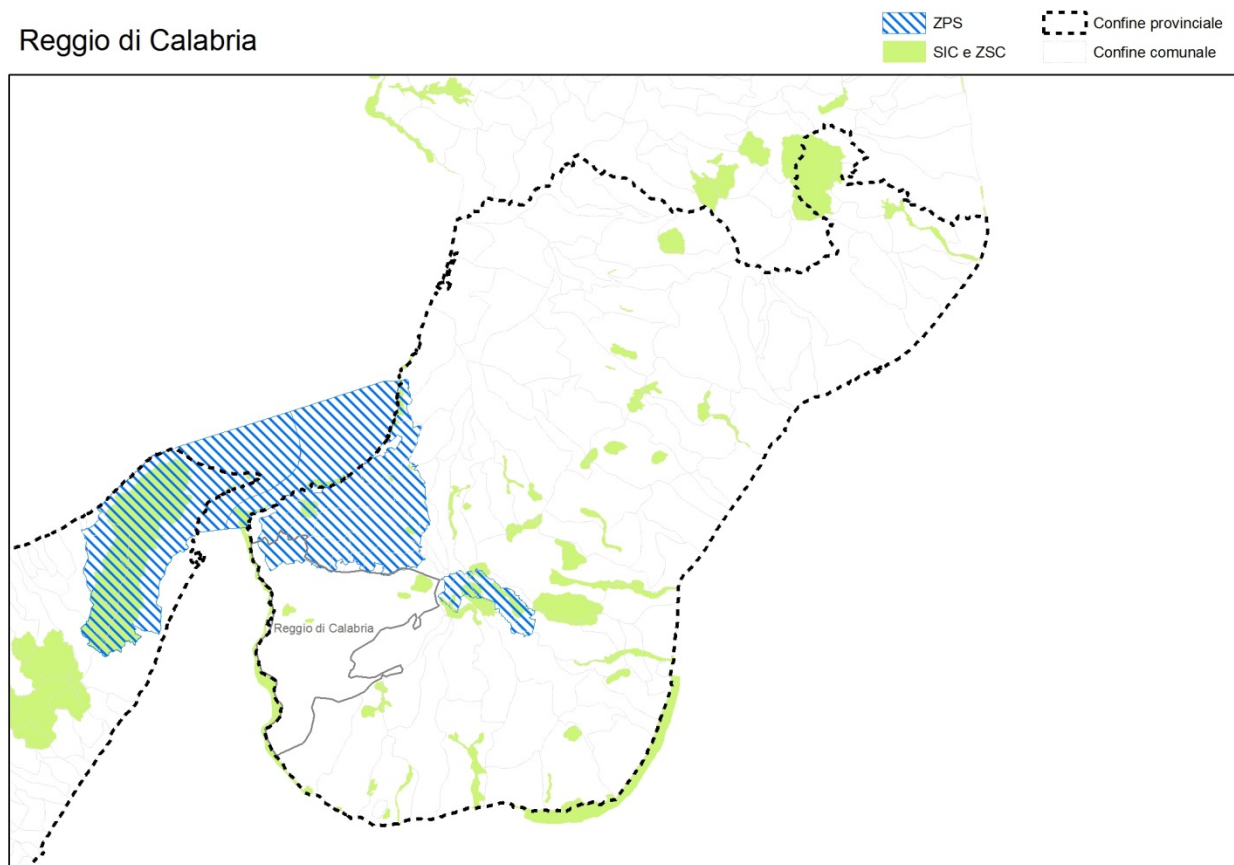 Reggio di Calabria
ZPS
SIC e ZSC
Confine provinciale
Confine comunale
Reggio di Calabria